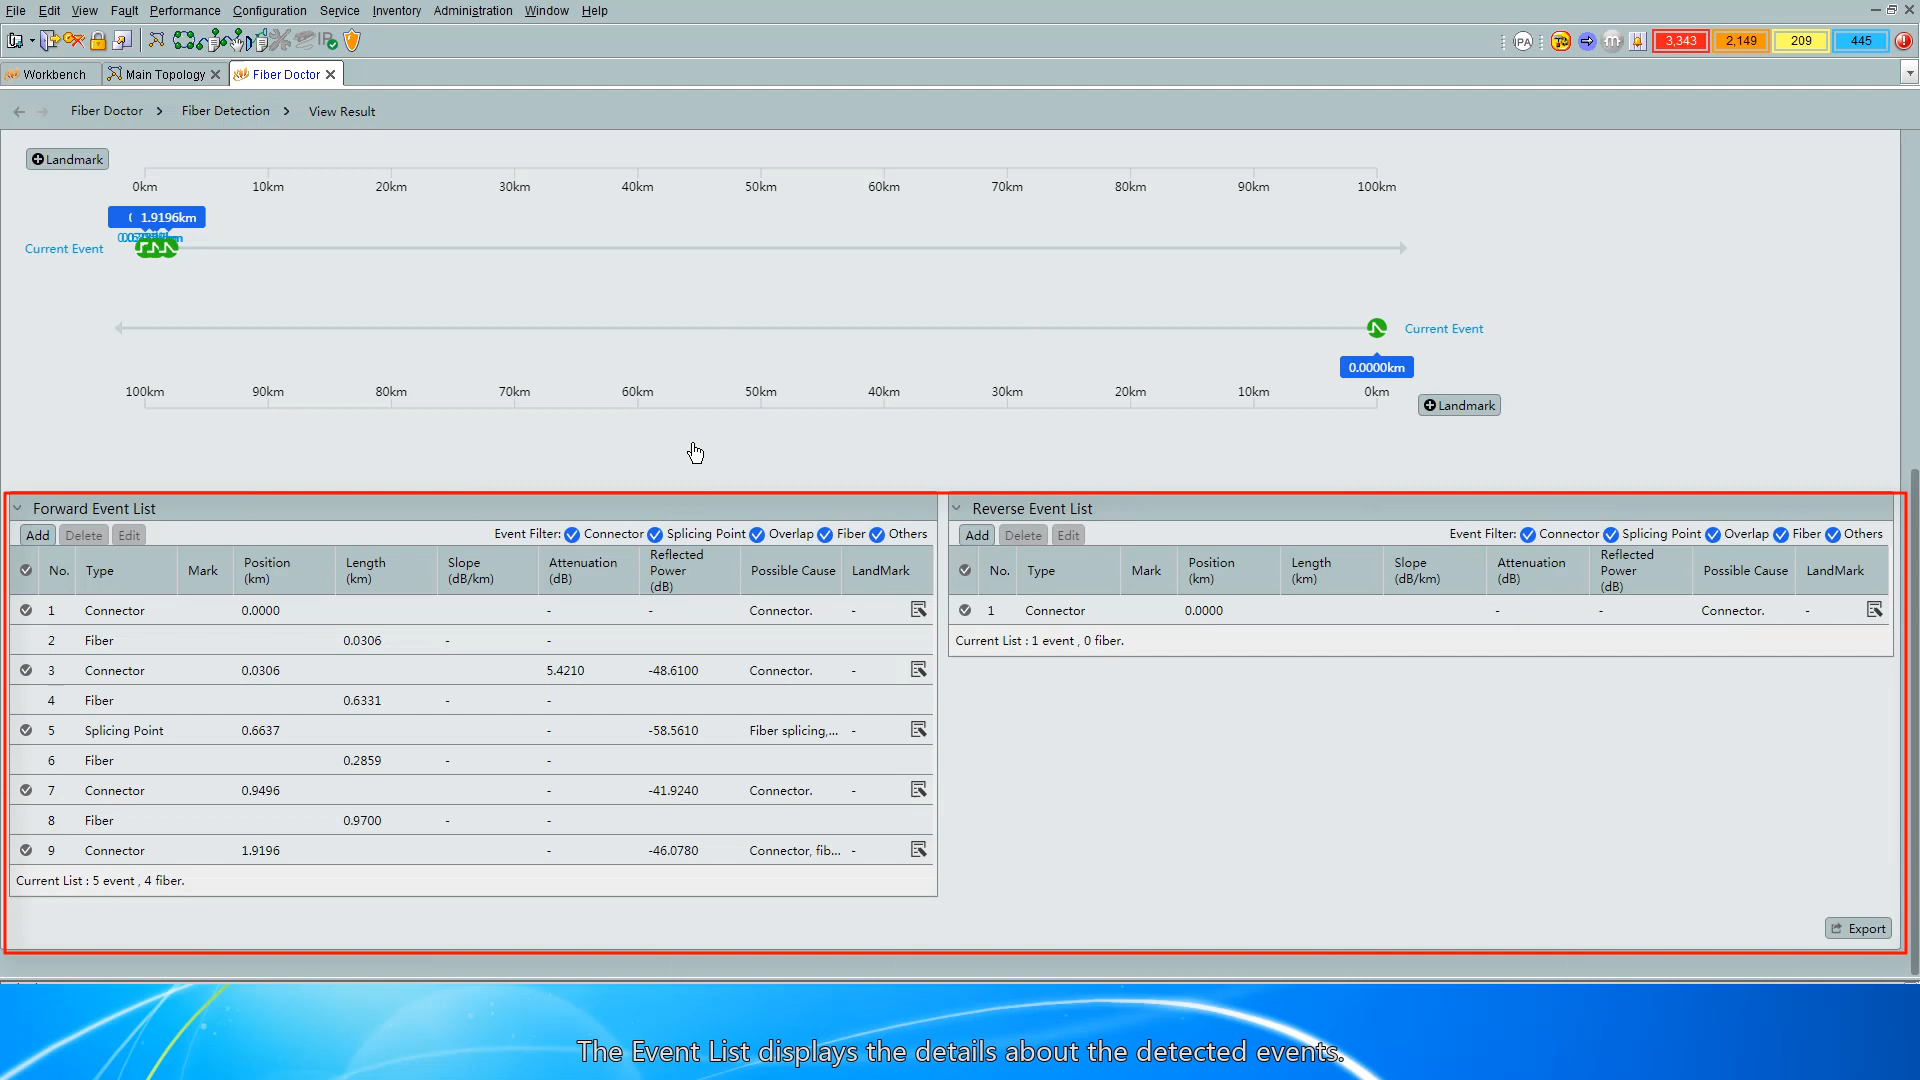 File Edit View Fault Performance Configuration Service Inventory Administration Window Help
IP PA m 3,343 2,149 209 445
Workbench Main Topology Fiber Doctor
Fiber Doctor > Fiber Detection > View Result
Landmark
0km 10km 20km 30km 40km 50km 60km 70km 80km 90km 100km
1.9196km
Current Event
Current Event
0.0000km
100km 90km 80km 70km 60km 50km 40km 30km 20km 10km 0km
Landmark
Forward Event List
Add Delete Edit Event Filter: Connector Splicing Point Overlap Fiber Others
No. Type Mark Position (km) Length (km) Slope (dB/km) Attenuation (dB) Reflected Power (dB) Possible Cause LandMark
1 Connector 0.0000 - - Connector. -
2 Fiber 0.0306 - -
3 Connector 0.0306 5.4210 -48.6100 Connector. -
4 Fiber 0.6331 - -
5 Splicing Point 0.6637 - -58.5610 Fiber splicing,... -
6 Fiber 0.2859 - -
7 Connector 0.9496 - -41.9240 Connector. -
8 Fiber 0.9700 - -
9 Connector 1.9196 - -46.0780 Connector, fib... -
Current List : 5 event , 4 fiber.
Reverse Event List
Add Delete Edit Event Filter: Connector Splicing Point Overlap Fiber Others
No. Type Mark Position (km) Length (km) Slope (dB/km) Attenuation (dB) Reflected Power (dB) Possible Cause LandMark
1 Connector 0.0000 - - Connector. -
Current List : 1 event , 0 fiber.
Export
The Event List displays the details about the detected events.